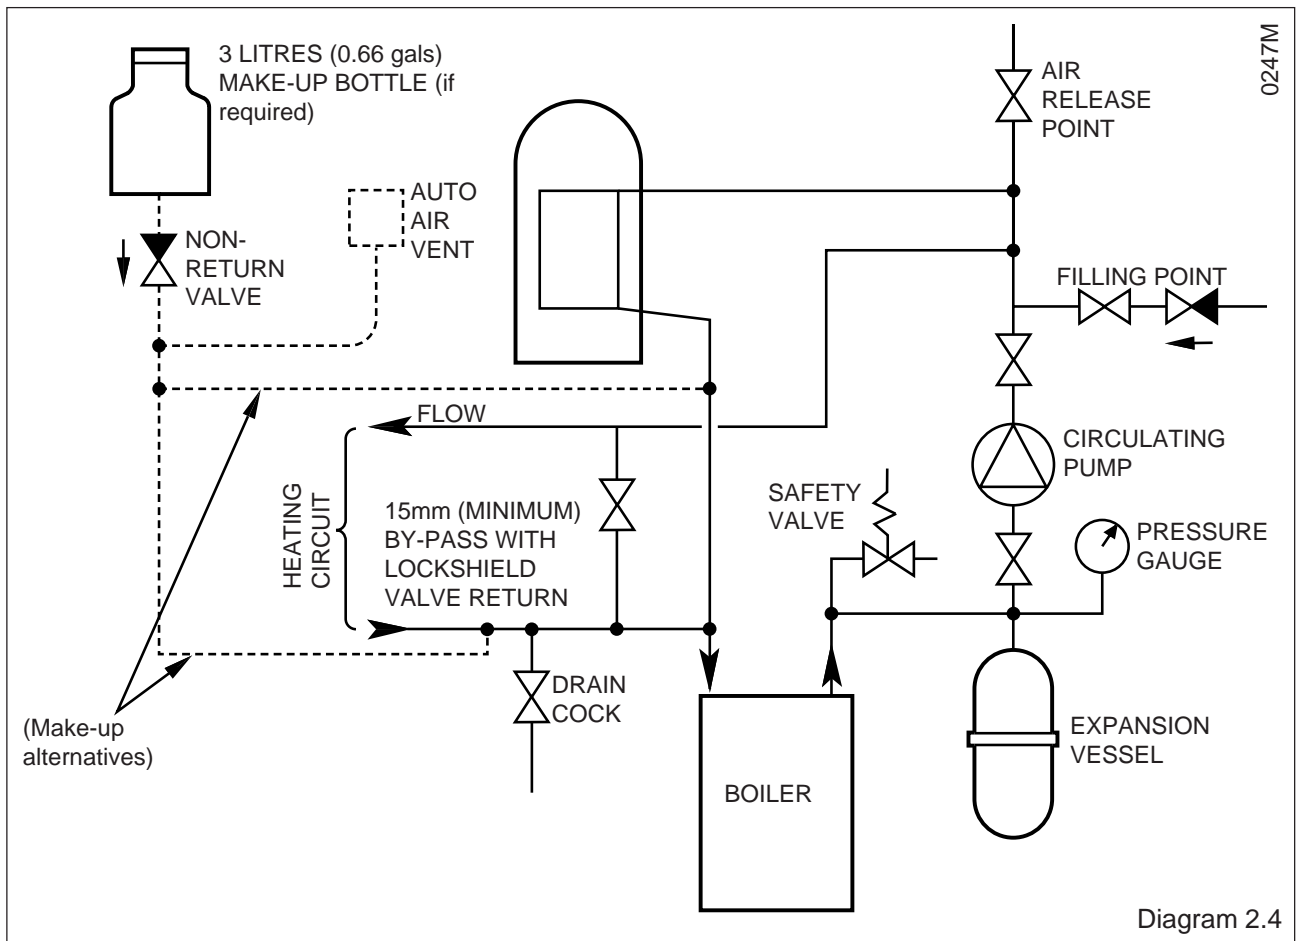 3 LITRES (0.66 gals)
MAKE-UP BOTTLE (if
required)
0247M
AIR
RELEASE
POINT
AUTO
AIR
VENT
NON-
RETURN
VALVE
FILLING POINT
FLOW
CIRCULATING
PUMP
SAFETY
VALVE
HEATING
CIRCUIT
15mm (MINIMUM)
BY-PASS WITH
LOCKSHIELD
VALVE RETURN
PRESSURE
GAUGE
DRAIN
COCK
(Make-up
alternatives)
EXPANSION
VESSEL
BOILER
Diagram 2.4